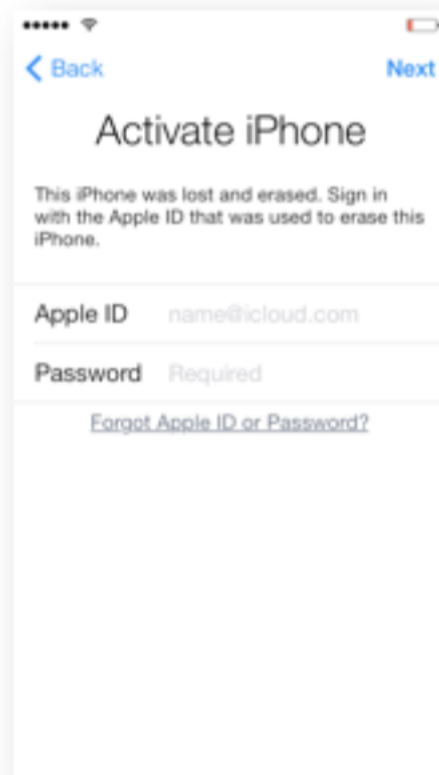 Back
Next
Activate iPhone
This iPhone was lost and erased. Sign in
with the Apple ID that was used to erase this
iPhone.
Apple ID name@icloud.com
Password Required
Forgot Apple ID or Password?